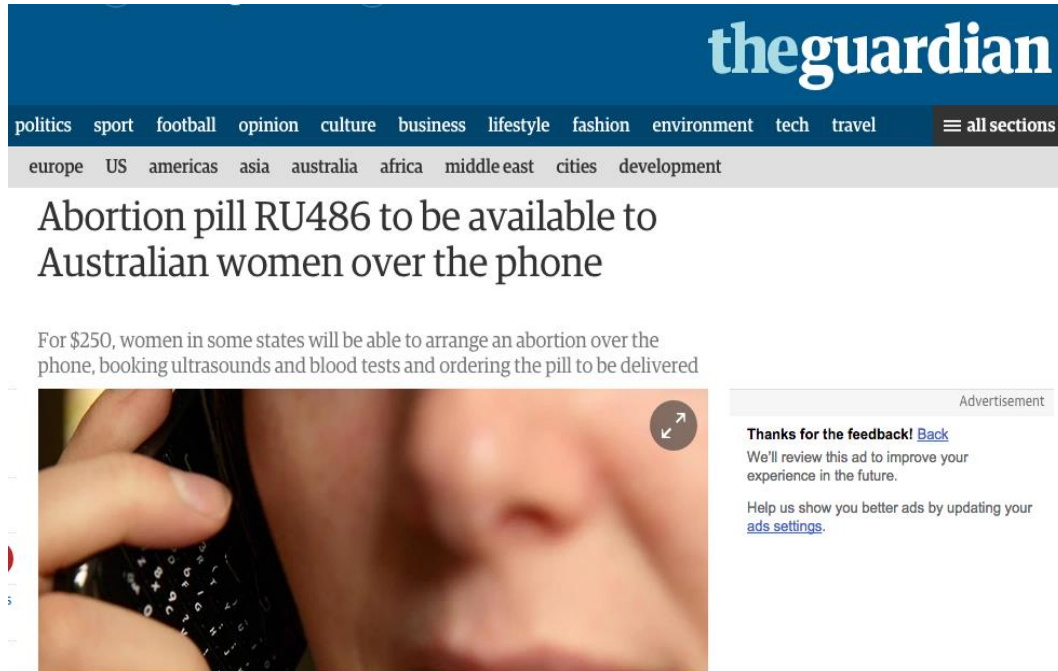 theguardian
politics sport football opinion culture business lifestyle fashion environment tech travel ≡ all sections
europe US americas asia australia africa middle east cities development
Abortion pill RU486 to be available to
Australian women over the phone
For $250, women in some states will be able to arrange an abortion over the
phone, booking ultrasounds and blood tests and ordering the pill to be delivered
Advertisement
Thanks for the feedback! Back
We'll review this ad to improve your
experience in the future.
Help us show you better ads by updating your
ads settings.